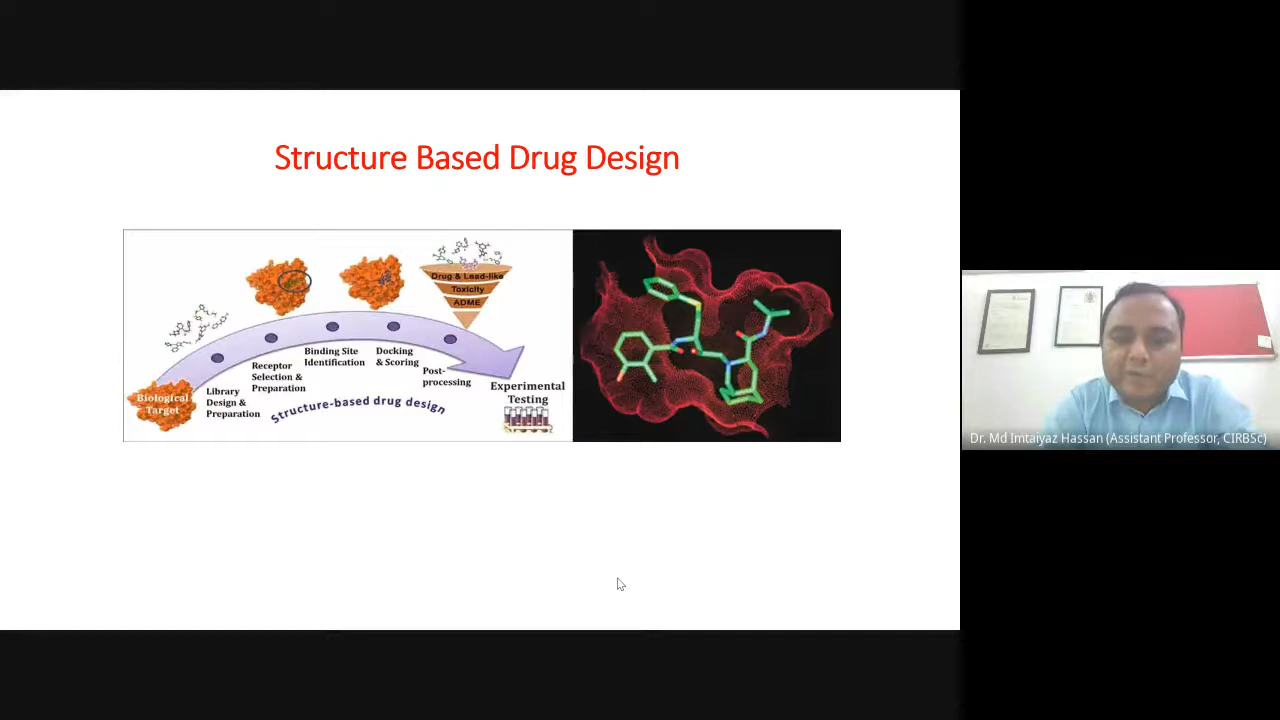 Structure Based Drug Design
Biological
Target
Library
Design &
Preparation
Receptor
Selection &
Preparation
Binding Site
Identification
Docking
& Scoring
Post-
processing
Drug & Lead-like
Toxicity
ADME
Experimental
Testing
Structure-based drug design
Dr. Md Imtaiyaz Hassan (Assistant Professor, CIRBSc)